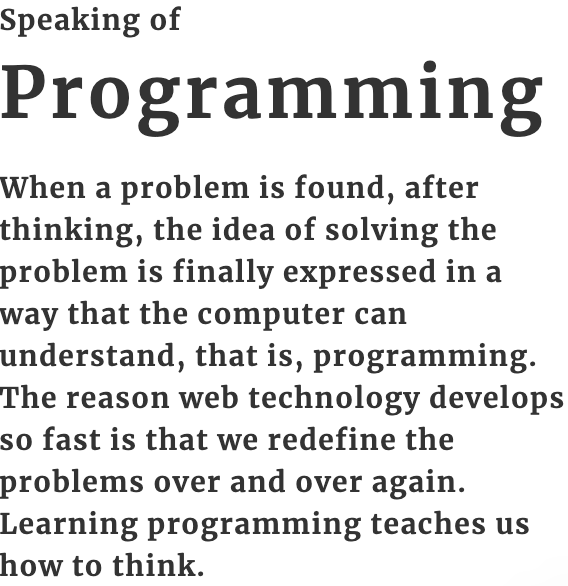 Speaking of
Programming
When a problem is found, after
thinking, the idea of solving the
problem is finally expressed in a
way that the computer can
understand, that is, programming.
The reason web technology develops
so fast is that we redefine the
problems over and over again.
Learning programming teaches us
how to think.